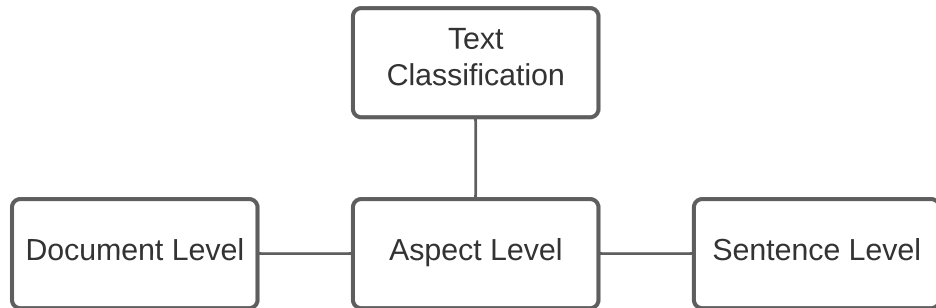 Text
Classification
Document Level
Aspect Level
Sentence Level